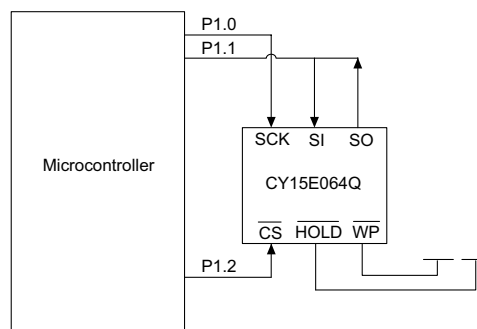 P1.0
P1.1
SCK SI SO
Microcontroller
CY15E064Q
CS HOLD WP
P1.2